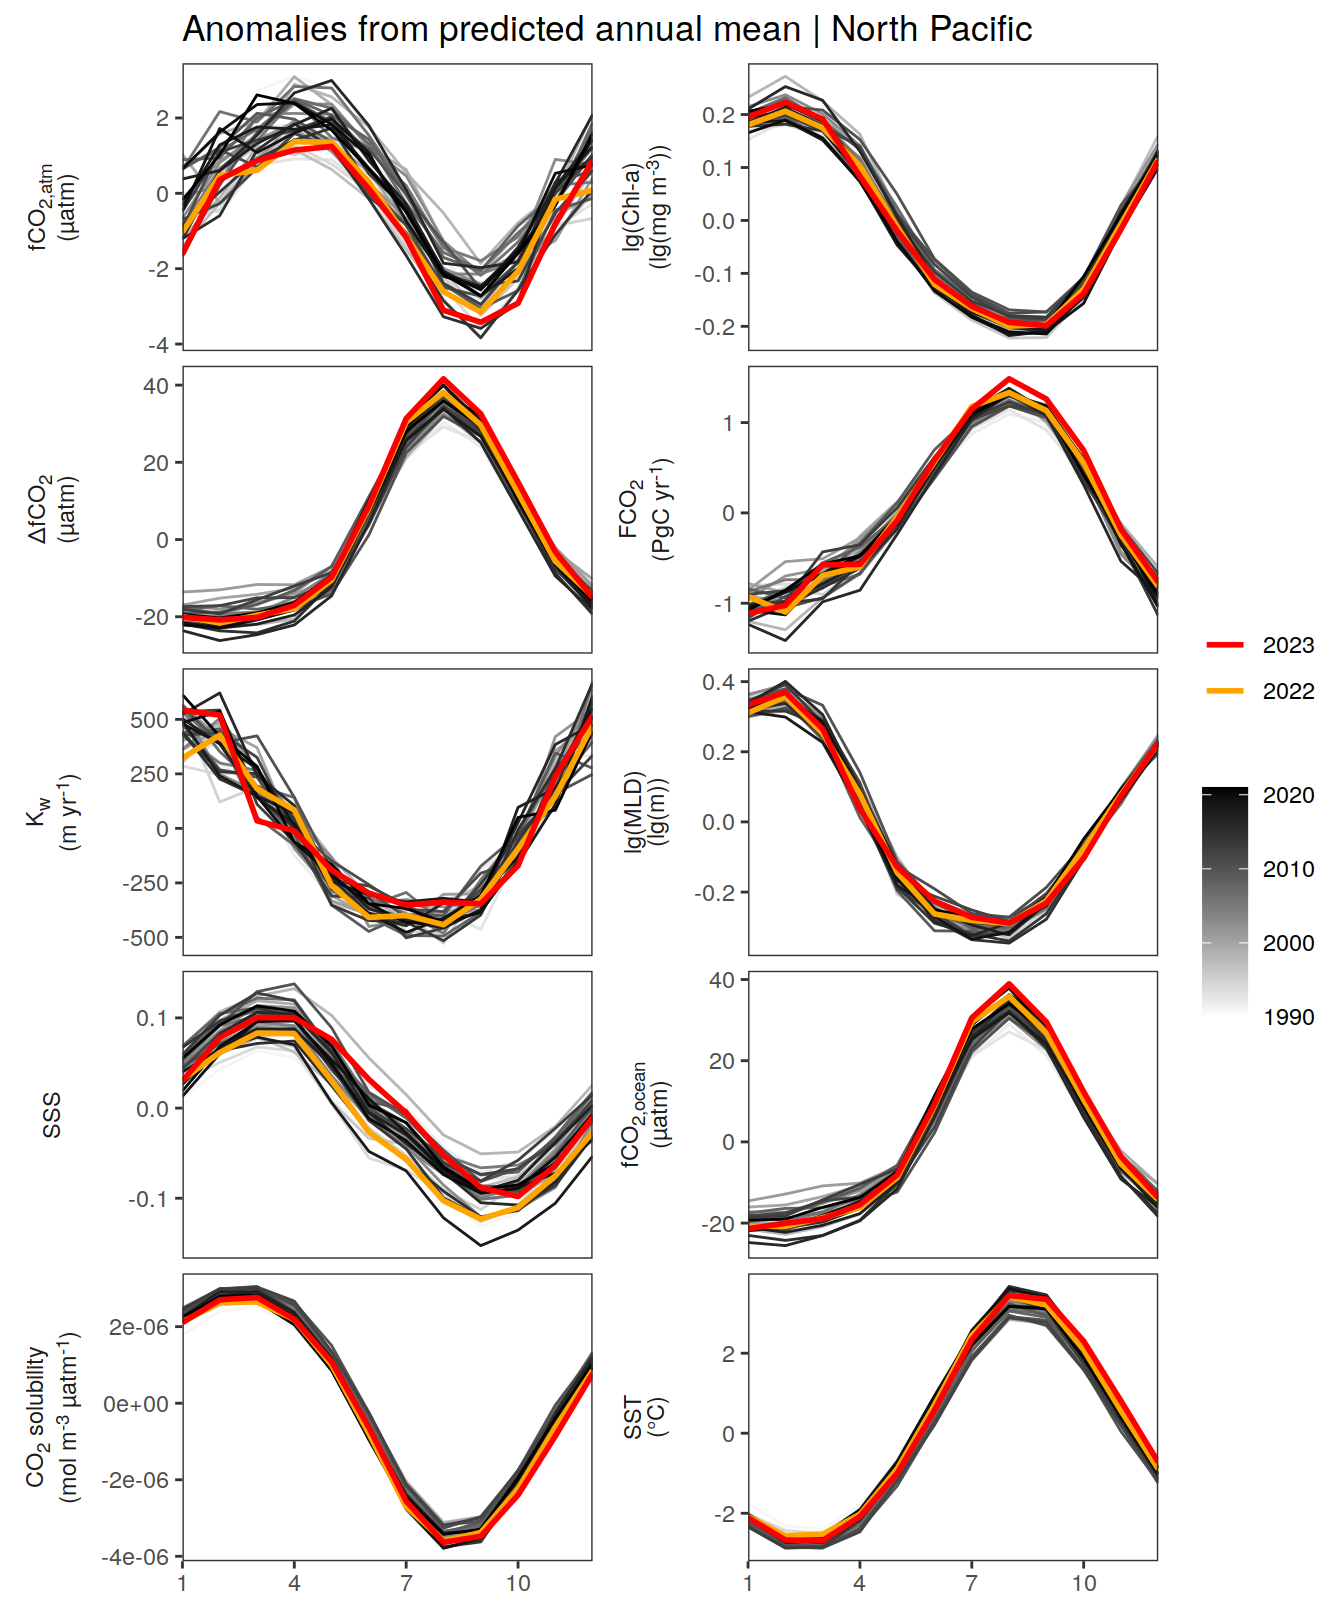 Anomalies from predicted annual mean | North Pacific
fCO2,atm
(µatm)
2
0
-2
-4
lg(Chl-a)
(lg(mg m-3))
0.2
0.1
0.0
-0.1
-0.2
ΔfCO2
(µatm)
40
20
0
-20
FCO2
(PgC yr-1)
1
0
-1
Kw
(m yr-1)
500
250
0
-250
-500
lg(MLD)
(lg(m))
0.4
0.2
0.0
-0.2
SSS
0.1
0.0
-0.1
fCO2,ocean
(µatm)
40
20
0
-20
CO2 solubility
(mol m-3 µatm-1)
2e-06
0e+00
-2e-06
-4e-06
1 4 7 10
SST
(°C)
2
0
-2
1 4 7 10
2023
2022
2020
2010
2000
1990